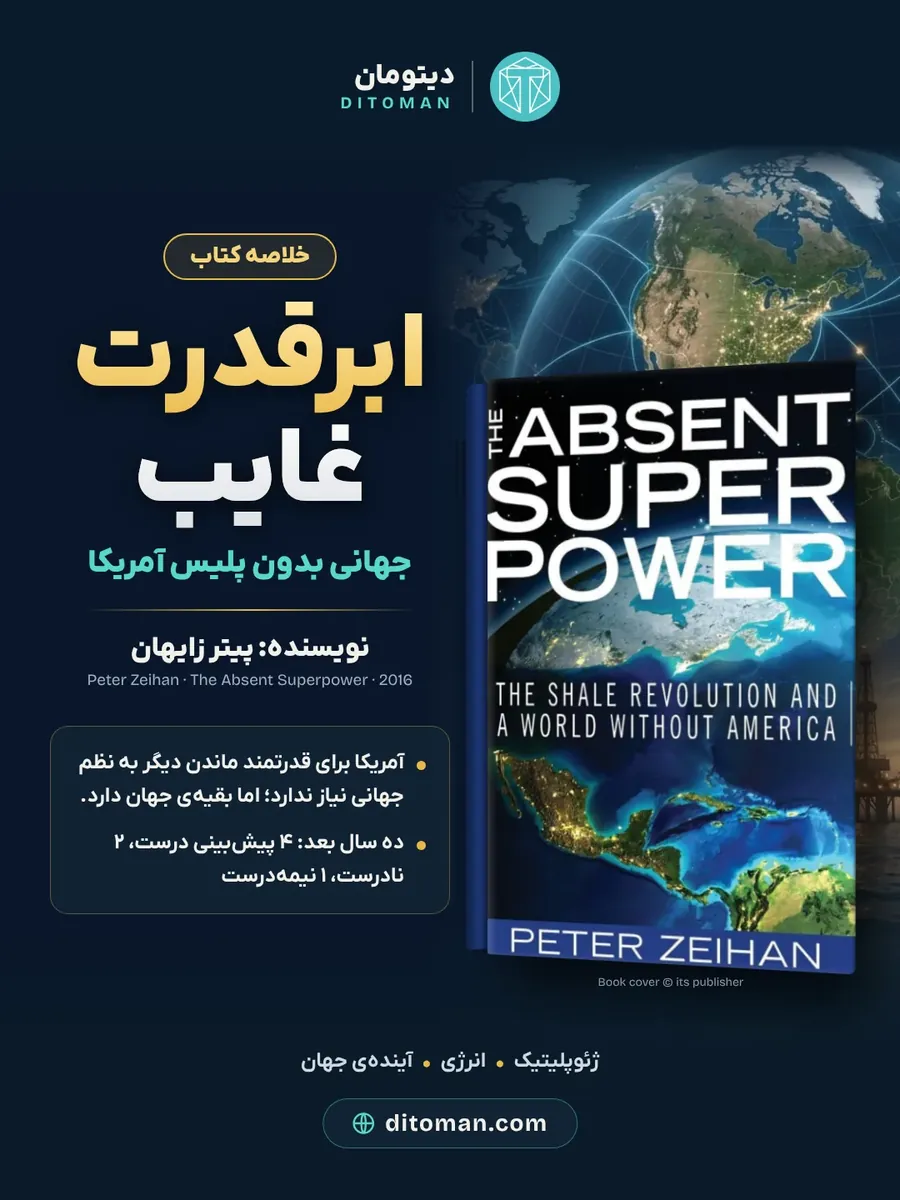 دیتومان
DITOMAN
خلاصه کتاب
ابرقدرت
غایب
جهانی بدون پلیس آمریکا
نویسنده: پیتر زایهان
Peter Zeihan · The Absent Superpower · 2016
آمریکا برای قدرتمند ماندن دیگر به نظم
جهانی نیاز ندارد؛ اما بقیه‌ی جهان دارد.
ده سال بعد: ۴ پیش‌بینی درست، ۲
نادرست، ۱ نیمه‌درست
THE ABSENT
SUPER
POWER
THE SHALE REVOLUTION AND
A WORLD WITHOUT AMERICA
PETER ZEIHAN
Book cover © its publisher
ژئوپلیتیک • انرژی • آینده‌ی جهان
ditoman.com